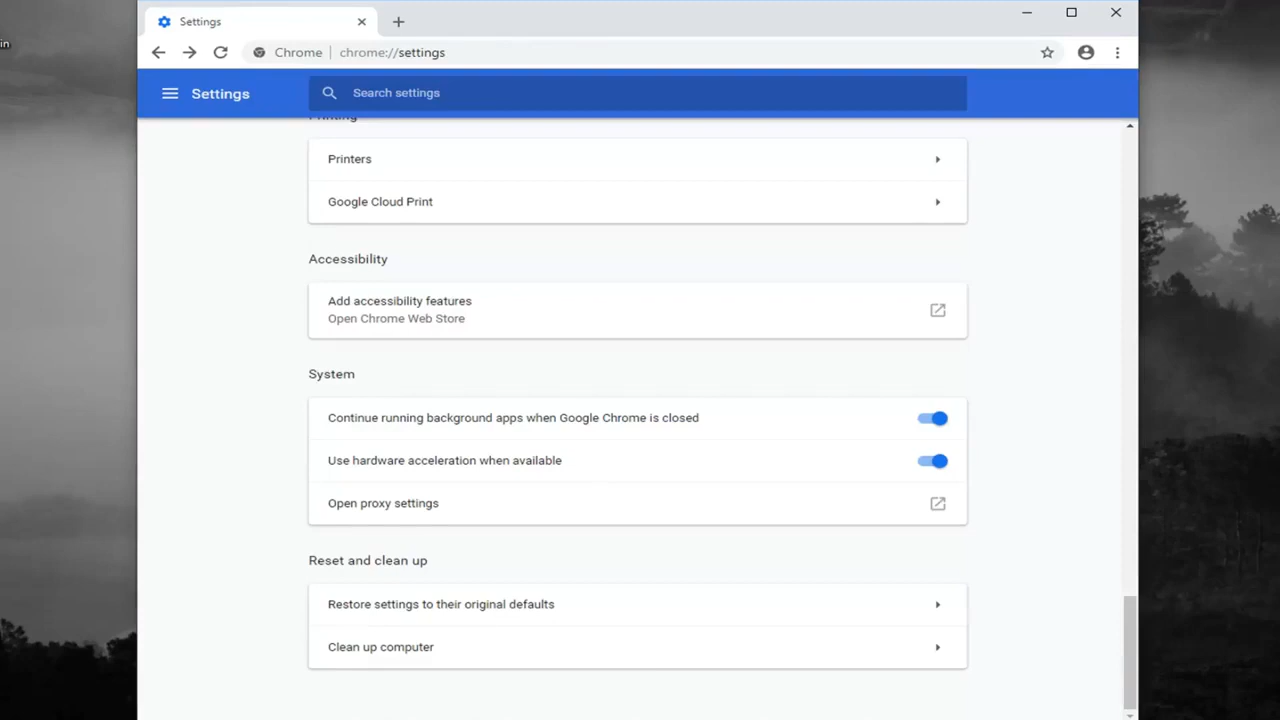 in
Settings
Chrome | chrome://settings
Settings
Search settings
Printing
Printers
Google Cloud Print
Accessibility
Add accessibility features
Open Chrome Web Store
System
Continue running background apps when Google Chrome is closed
Use hardware acceleration when available
Open proxy settings
Reset and clean up
Restore settings to their original defaults
Clean up computer